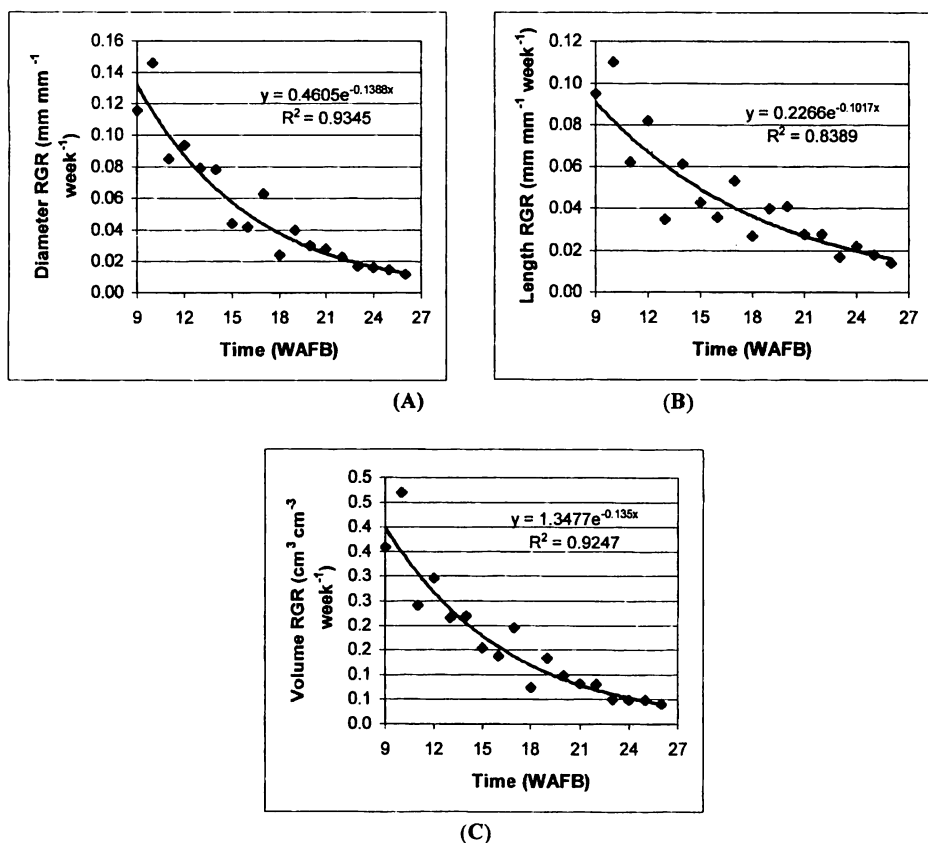 0.16
0.14
0.12
0.10
0.08
0.06
0.04
0.02
0.00
Diameter RGR (mm mm⁻¹
week⁻¹)
y = 0.4605e⁻⁰·¹³⁸⁸ˣ
R² = 0.9345
9 12 15 18 21 24 27
Time (WAFB)
(A)
0.12
0.10
0.08
0.06
0.04
0.02
0.00
Length RGR (mm mm⁻¹ week⁻¹)
y = 0.2266e⁻⁰·¹⁰¹⁷ˣ
R² = 0.8389
9 12 15 18 21 24 27
Time (WAFB)
(B)
0.5
0.5
0.4
0.4
0.3
0.3
0.2
0.2
0.1
0.1
0.0
Volume RGR (cm³ cm⁻³
week⁻¹)
y = 1.3477e⁻⁰·¹³⁵ˣ
R² = 0.9247
9 12 15 18 21 24 27
Time (WAFB)
(C)